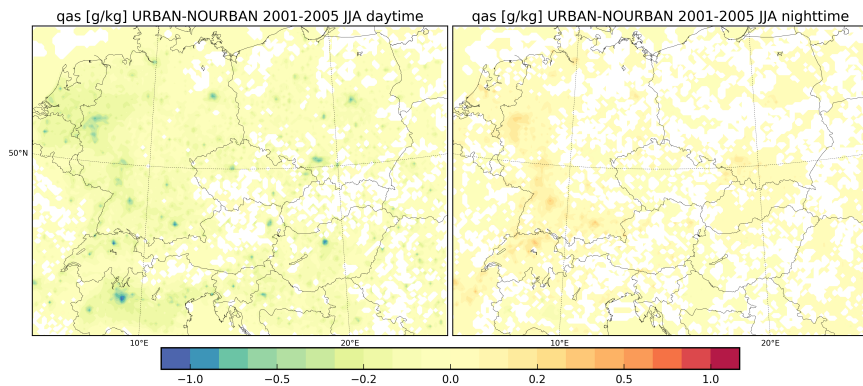 qas [g/kg] URBAN-NOURBAN 2001-2005 JJA daytime
qas [g/kg] URBAN-NOURBAN 2001-2005 JJA nighttime
50°N
10°E
20°E
10°E
20°E
−1.0
−0.5
−0.2
0.0
0.2
0.5
1.0